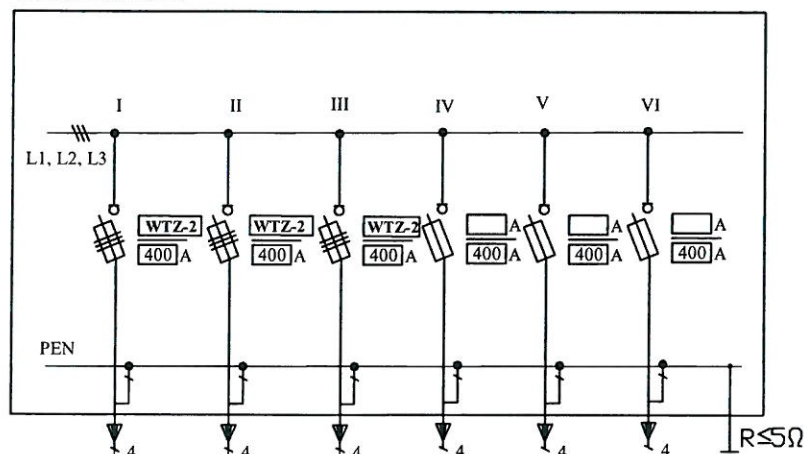 I II III IV V VI
L1, L2, L3
WTZ-2 WTZ-2 WTZ-2 A A A
400 A 400 A 400 A 400 A 400 A 400 A
PEN
4 4 4 4 4 4
R≤5Ω